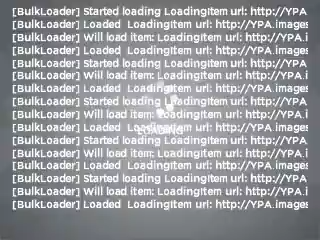 [BulkLoader] Started loading LoadingItem url: http://YPA
[BulkLoader] Loaded  LoadingItem url: http://YPA.images
[BulkLoader] Will load item: LoadingItem url: http://YPA.i
[BulkLoader] Loaded  LoadingItem url: http://YPA.images
[BulkLoader] Started loading LoadingItem url: http://YPA
[BulkLoader] Will load item: LoadingItem url: http://YPA.i
[BulkLoader] Loaded  LoadingItem url: http://YPA.images
[BulkLoader] Started loading LoadingItem url: http://YPA
[BulkLoader] Will load item: LoadingItem url: http://YPA.i
[BulkLoader] Loaded  LoadingItem url: http://YPA.images
LOADING
[BulkLoader] Started loading LoadingItem url: http://YPA
[BulkLoader] Will load item: LoadingItem url: http://YPA.i
[BulkLoader] Loaded  LoadingItem url: http://YPA.images
[BulkLoader] Started loading LoadingItem url: http://YPA
[BulkLoader] Will load item: LoadingItem url: http://YPA.i
[BulkLoader] Loaded  LoadingItem url: http://YPA.images